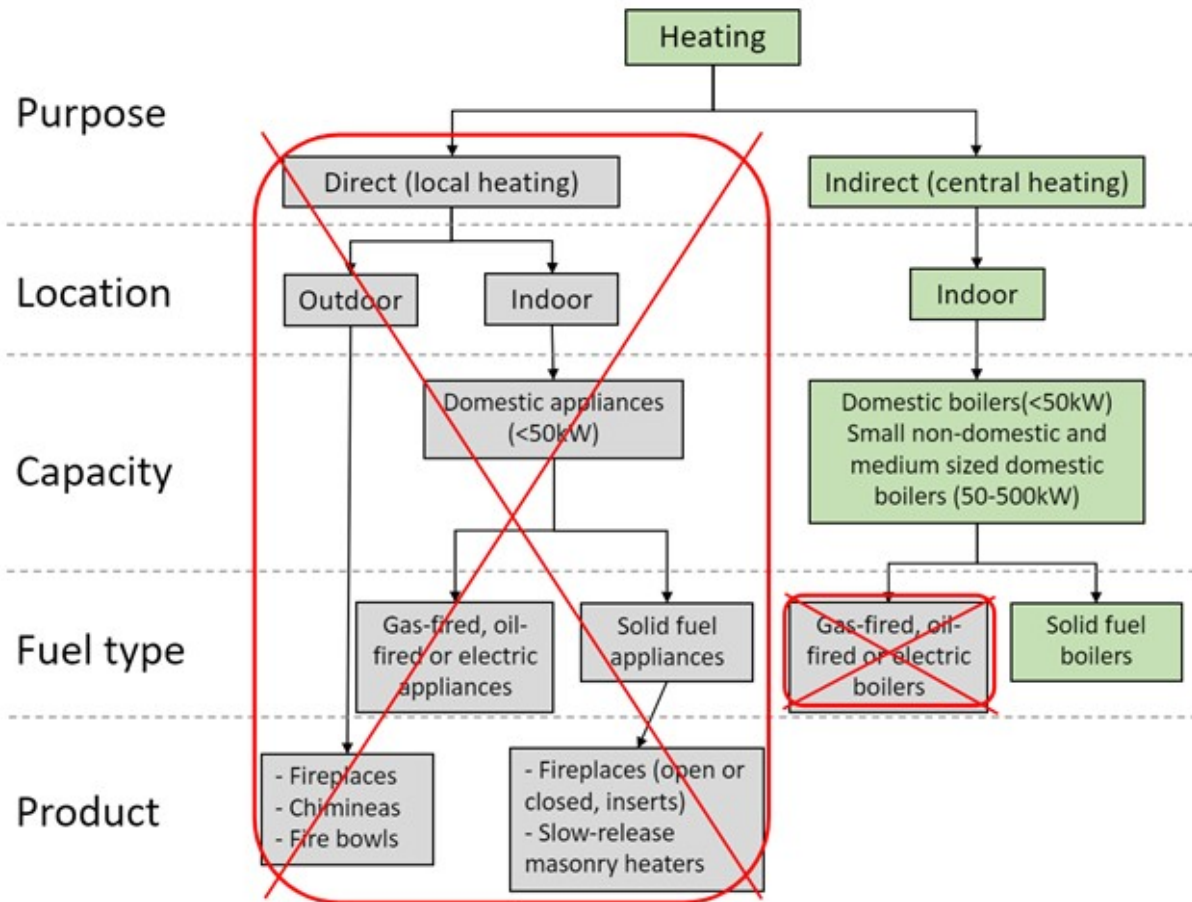 Heating
Purpose
Direct (local heating)
Indirect (central heating)
Location
Outdoor
Indoor
Indoor
Capacity
Domestic appliances
(<50kW)
Domestic boilers(<50kW)
Small non-domestic and
medium sized domestic
boilers (50-500kW)
Fuel type
Gas-fired, oil-
fired or electric
appliances
Solid fuel
appliances
Gas-fired, oil-
fired or electric
boilers
Solid fuel
boilers
Product
- Fireplaces
- Chimineas
- Fire bowls
- Fireplaces (open or
closed, inserts)
- Slow-release
masonry heaters